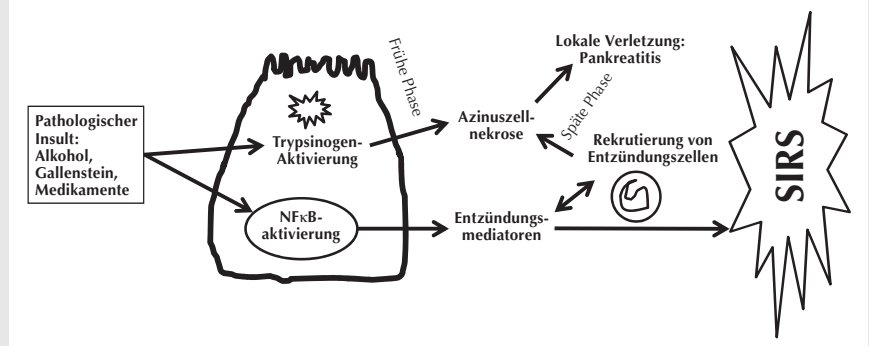 Pathologischer
Insult:
Alkohol,
Gallenstein,
Medikamente
Trypsinogen-
Aktivierung
NFκB-
aktivierung
Frühe Phase
Azinuszell-
nekrose
Entzündungs-
mediatoren
Lokale Verletzung:
Pankreatitis
Späte Phase
Rekrutierung von
Entzündungszellen
SIRS